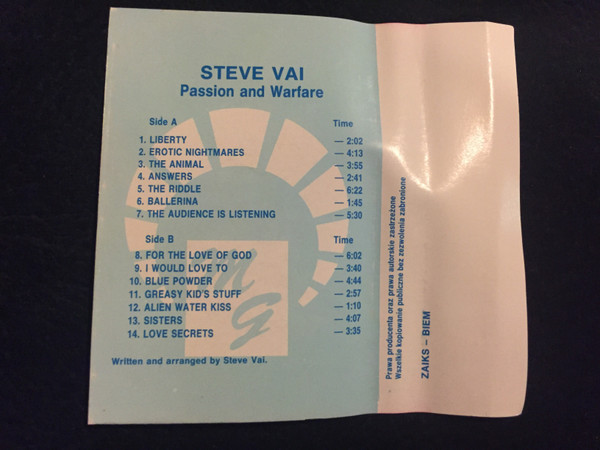 STEVE VAI
Passion and Warfare
Side A Time
1. LIBERTY — 2:02
2. EROTIC NIGHTMARES — 4:13
3. THE ANIMAL — 3:55
4. ANSWERS — 2:41
5. THE RIDDLE — 6:22
6. BALLERINA — 1:45
7. THE AUDIENCE IS LISTENING — 5:30
Side B Time
8. FOR THE LOVE OF GOD — 6:02
9. I WOULD LOVE TO — 3:40
10. BLUE POWDER — 4:44
11. GREASY KID'S STUFF — 2:57
12. ALIEN WATER KISS — 1:10
13. SISTERS — 4:07
14. LOVE SECRETS — 3:35
MG
Written and arranged by Steve Vai.
Prawa producenta oraz prawa autorskie zastrzeżone
Wszelkie kopiowanie publiczne bez zezwolenia zabronione
ZAIKS – BIEM